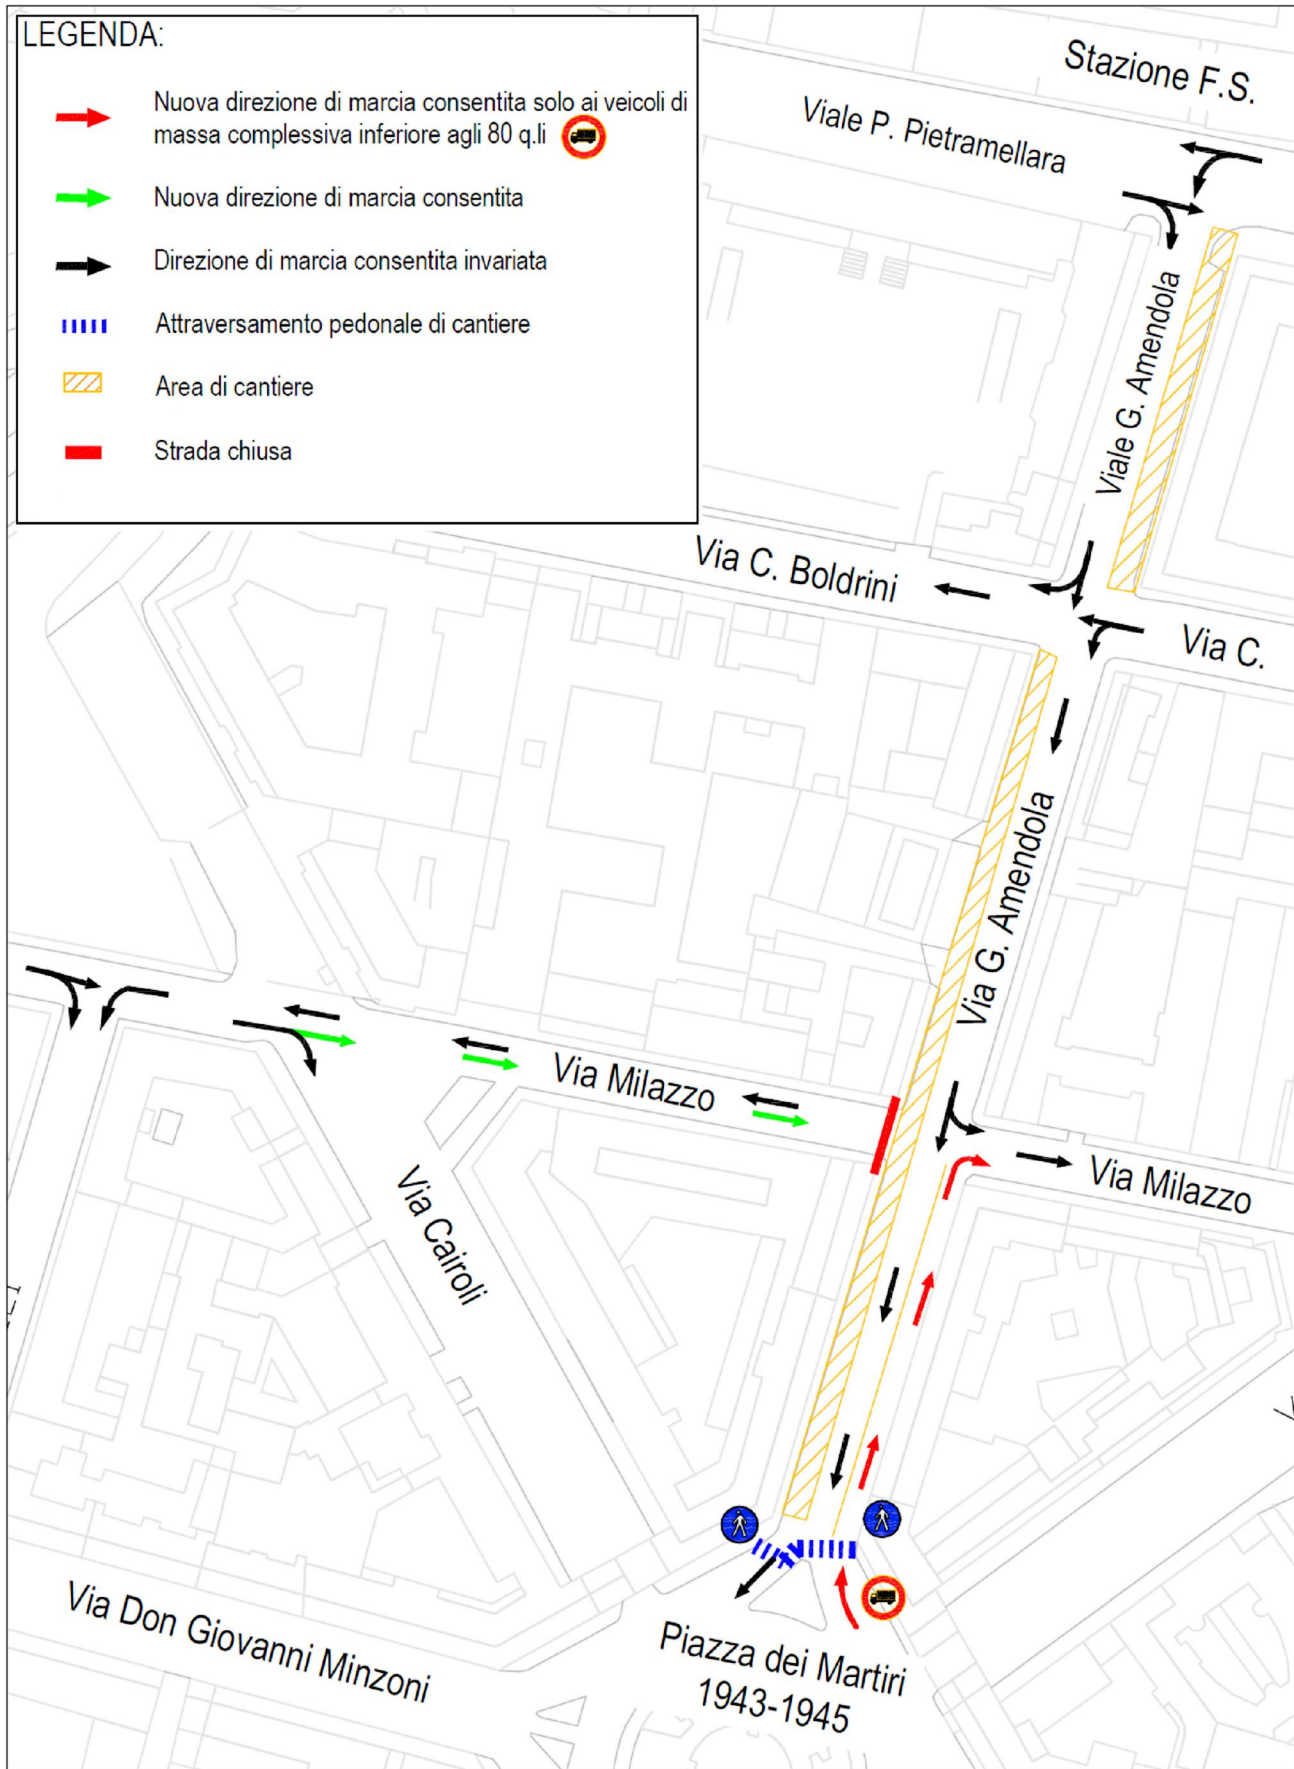 LEGENDA:
Nuova direzione di marcia consentita solo ai veicoli di
massa complessiva inferiore agli 80 q.li
Nuova direzione di marcia consentita
Direzione di marcia consentita invariata
Attraversamento pedonale di cantiere
Area di cantiere
Strada chiusa
Stazione F.S.
Viale P. Pietramellara
Viale G. Amendola
Via C. Boldrini
Via C.
Via G. Amendola
Via Milazzo
Via Milazzo
Via Cairoli
Via Don Giovanni Minzoni
Piazza dei Martiri
1943-1945